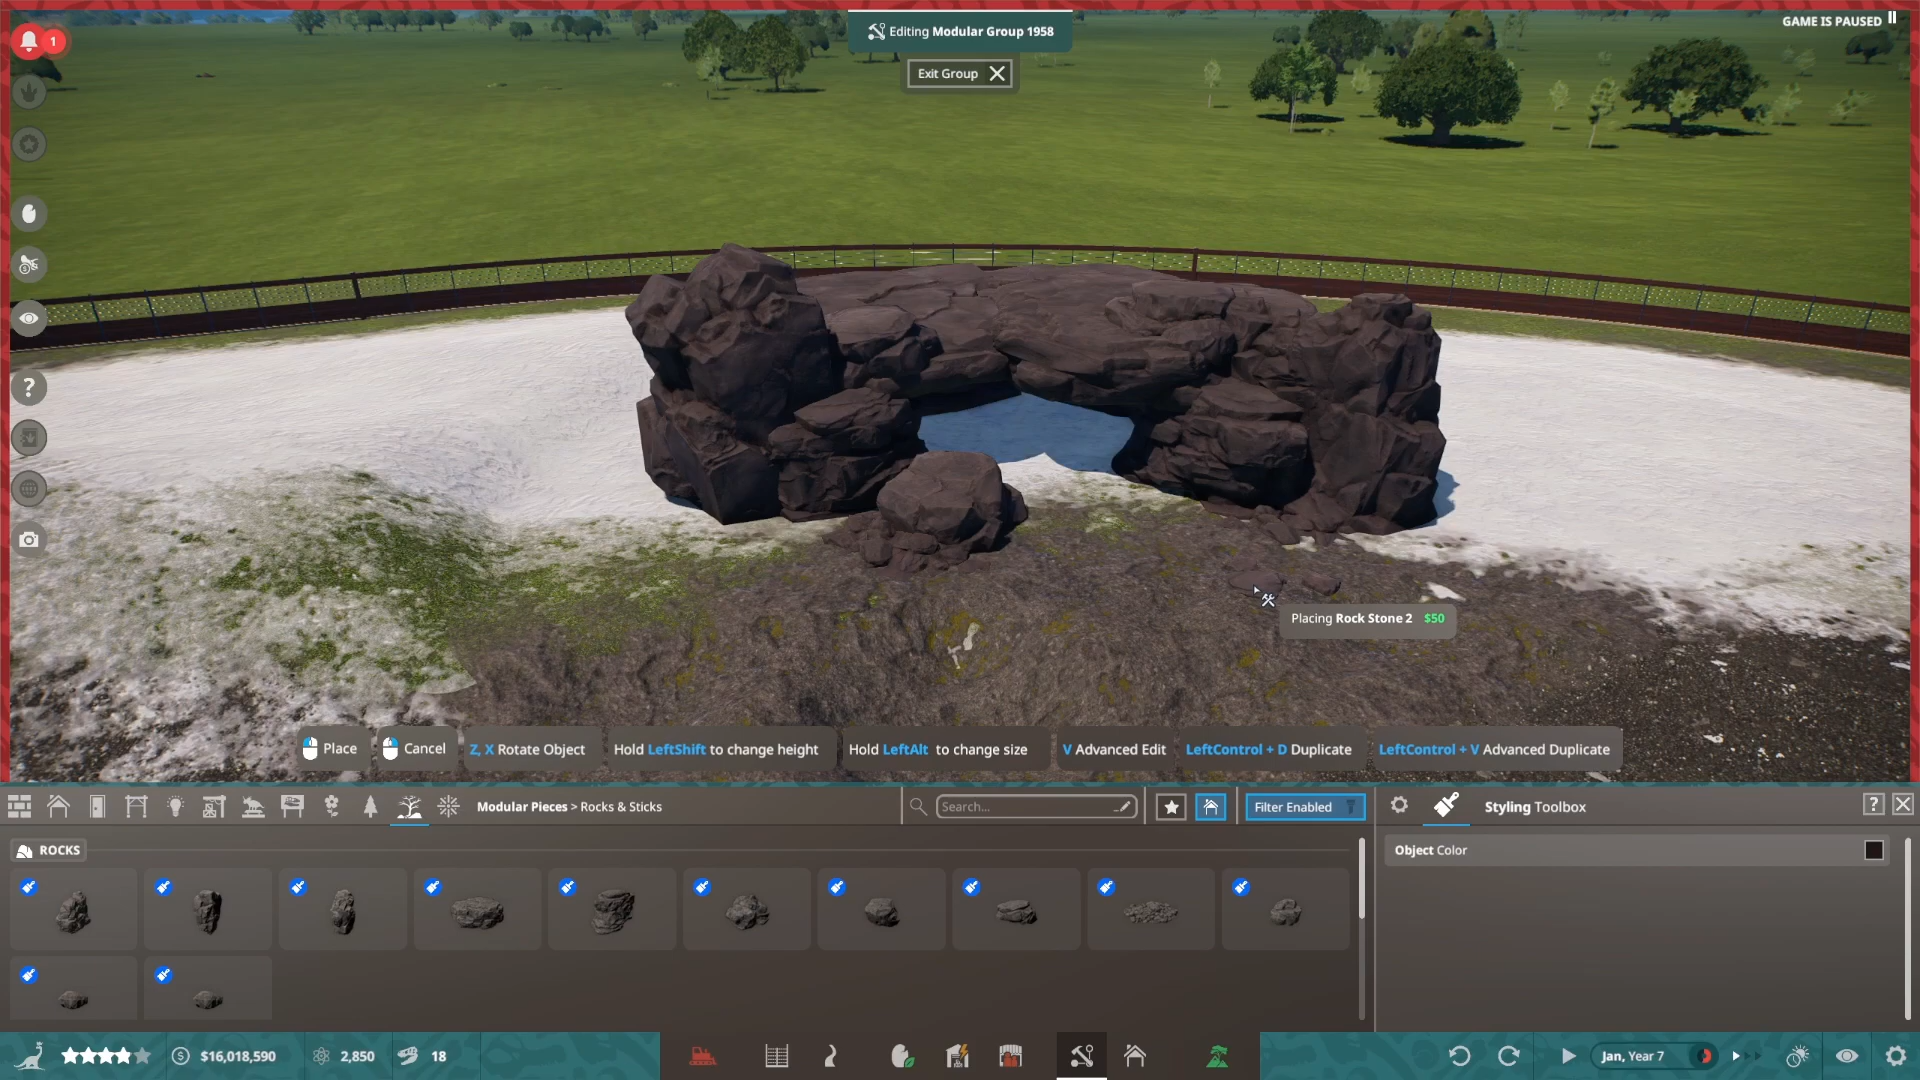 GAME IS PAUSED
1
Editing Modular Group 1958
Exit Group
Placing Rock Stone 2 $50
Place
Cancel
Z, X Rotate Object
Hold LeftShift to change height
Hold LeftAlt to change size
V Advanced Edit
LeftControl + D Duplicate
LeftControl + V Advanced Duplicate
Modular Pieces > Rocks & Sticks
Search...
Filter Enabled
Styling Toolbox
?
ROCKS
Object Color
$16,018,590
2,850
18
Jan, Year 7